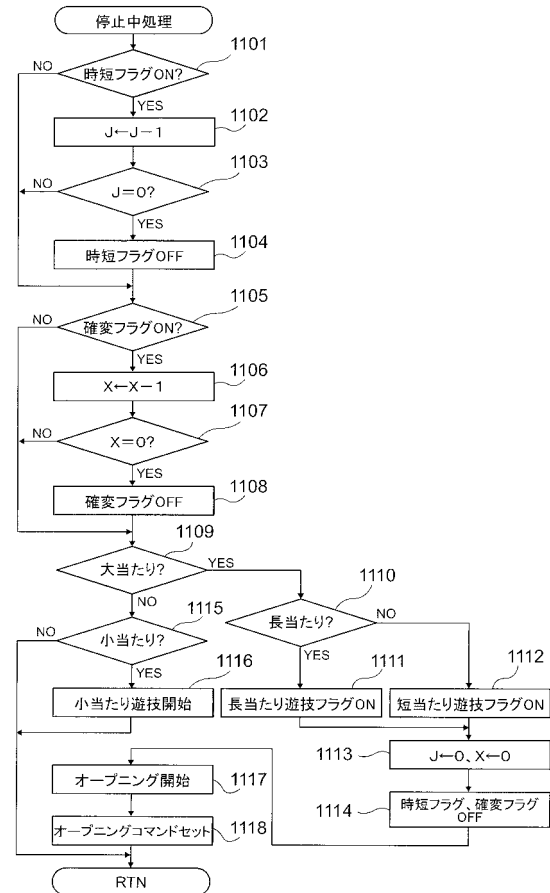 停止中処理
1101
時短フラグON?
NO
YES
1102
J←J−1
1103
J=0?
NO
YES
1104
時短フラグOFF
1105
確変フラグON?
NO
YES
1106
X←X−1
1107
X=0?
NO
YES
1108
確変フラグOFF
1109
大当たり?
YES
NO
1110
長当たり?
NO
YES
1115
小当たり?
NO
YES
1116
小当たり遊技開始
1111
長当たり遊技フラグON
1112
短当たり遊技フラグON
1113
J←0、X←0
1114
時短フラグ、確変フラグ
OFF
1117
オープニング開始
1118
オープニングコマンドセット
RTN